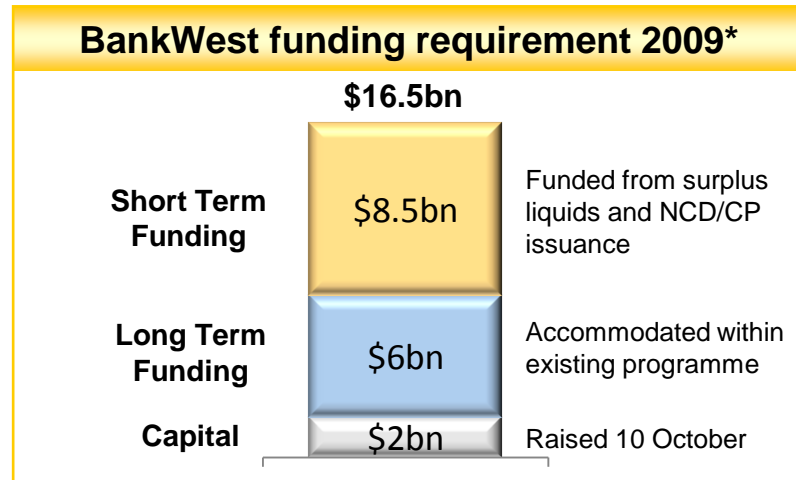 BankWest funding requirement 2009*
$16.5bn
Short Term
Funding
$8.5bn
Funded from surplus
liquids and NCD/CP
issuance
Long Term
Funding
$6bn
Accommodated within
existing programme
Capital
$2bn
Raised 10 October